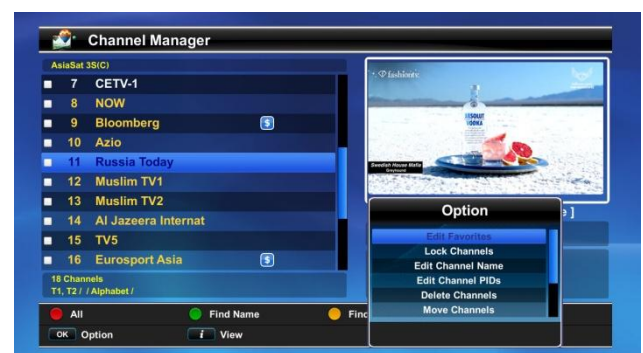 Channel Manager
AsiaSat 3S(C)
7 CETV-1
8 NOW
9 Bloomberg $
10 Azio
11 Russia Today
12 Muslim TV1
13 Muslim TV2
14 Al Jazeera Internat
15 TV5
16 Eurosport Asia $
18 Channels
T1, T2 / / Alphabet /
fashiontv
ABSOLUT
VODKA
Swedish House Mafia
Greyhound
e ]
Option
Edit Favorites
Lock Channels
Edit Channel Name
Edit Channel PIDs
Delete Channels
Move Channels
All
Find Name
Find
OK Option
i View